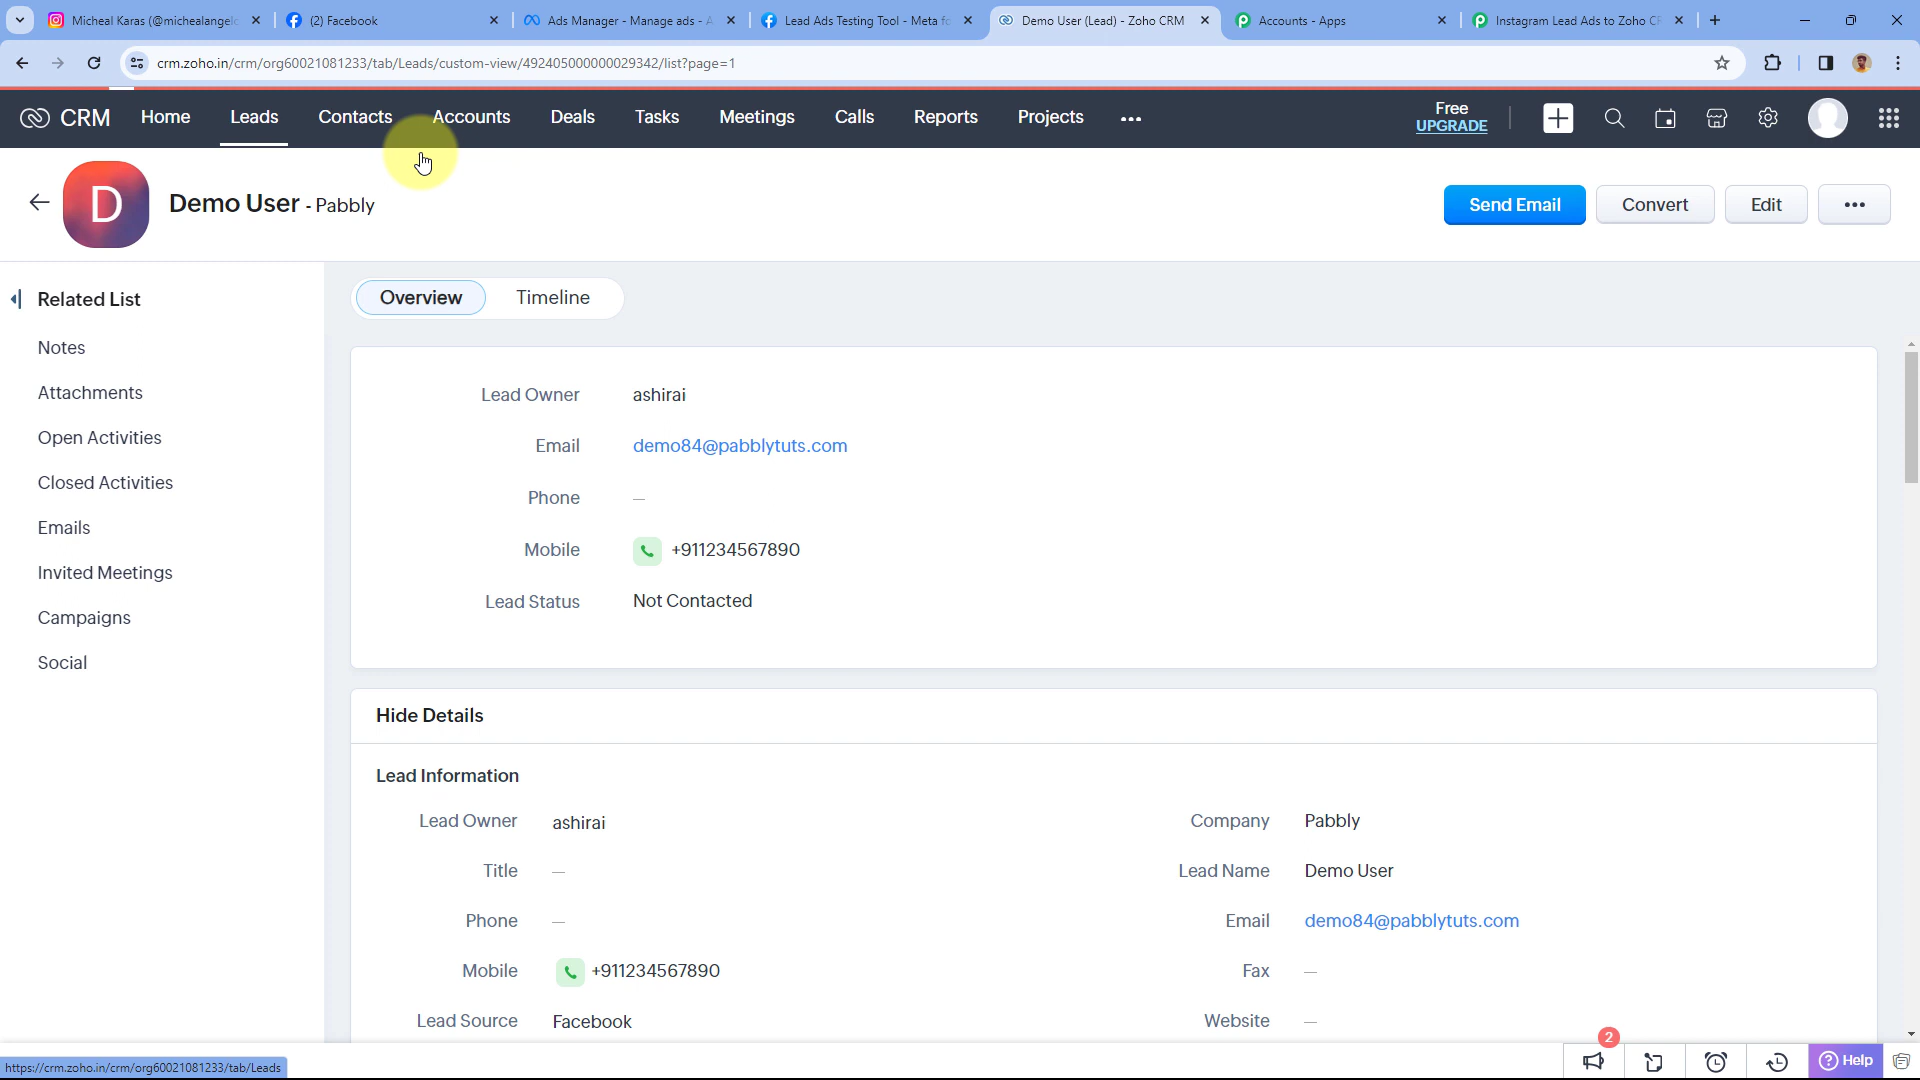 Micheal Karas (@michealangelo
(2) Facebook
Ads Manager - Manage ads - A
Lead Ads Testing Tool - Meta fo
Demo User (Lead) - Zoho CRM
Accounts - Apps
Instagram Lead Ads to Zoho CR
crm.zoho.in/crm/org60021081233/tab/Leads/custom-view/492405000000029342/list?page=1
CRM
Home
Leads
Contacts
Accounts
Deals
Tasks
Meetings
Calls
Reports
Projects
Free
UPGRADE
D
Demo User - Pabbly
Send Email
Convert
Edit
Related List
Notes
Attachments
Open Activities
Closed Activities
Emails
Invited Meetings
Campaigns
Social
Overview
Timeline
Lead Owner ashirai
Email demo84@pabblytuts.com
Phone —
Mobile +911234567890
Lead Status Not Contacted
Hide Details
Lead Information
Lead Owner ashirai
Company Pabbly
Title —
Lead Name Demo User
Phone —
Email demo84@pabblytuts.com
Mobile +911234567890
Fax —
Lead Source Facebook
Website —
2
Help
https://crm.zoho.in/crm/org60021081233/tab/Leads